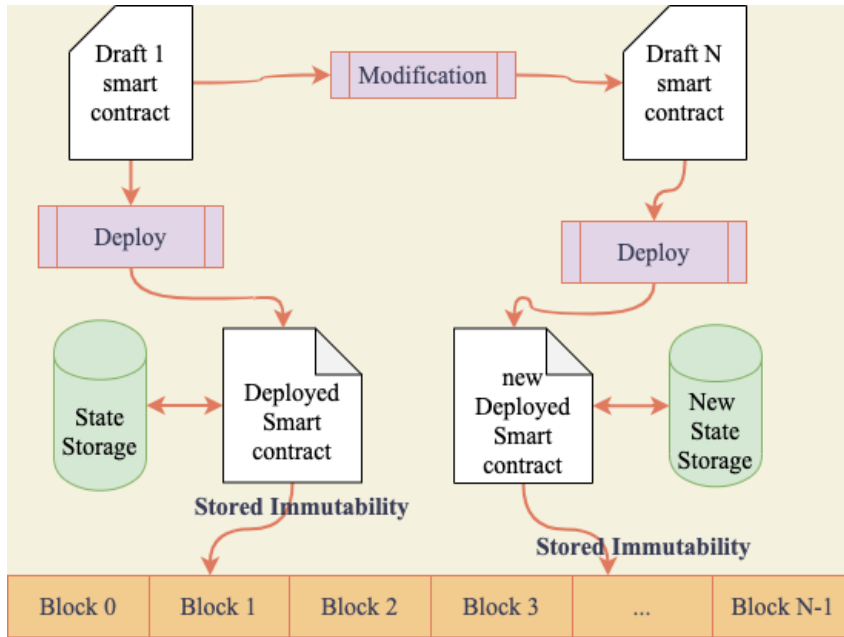 Draft 1
smart
contract
Modification
Draft N
smart
contract
Deploy
Deploy
State
Storage
Deployed
Smart
contract
new
Deployed
Smart
contract
New
State
Storage
Stored Immutability
Stored Immutability
Block 0
Block 1
Block 2
Block 3
...
Block N-1